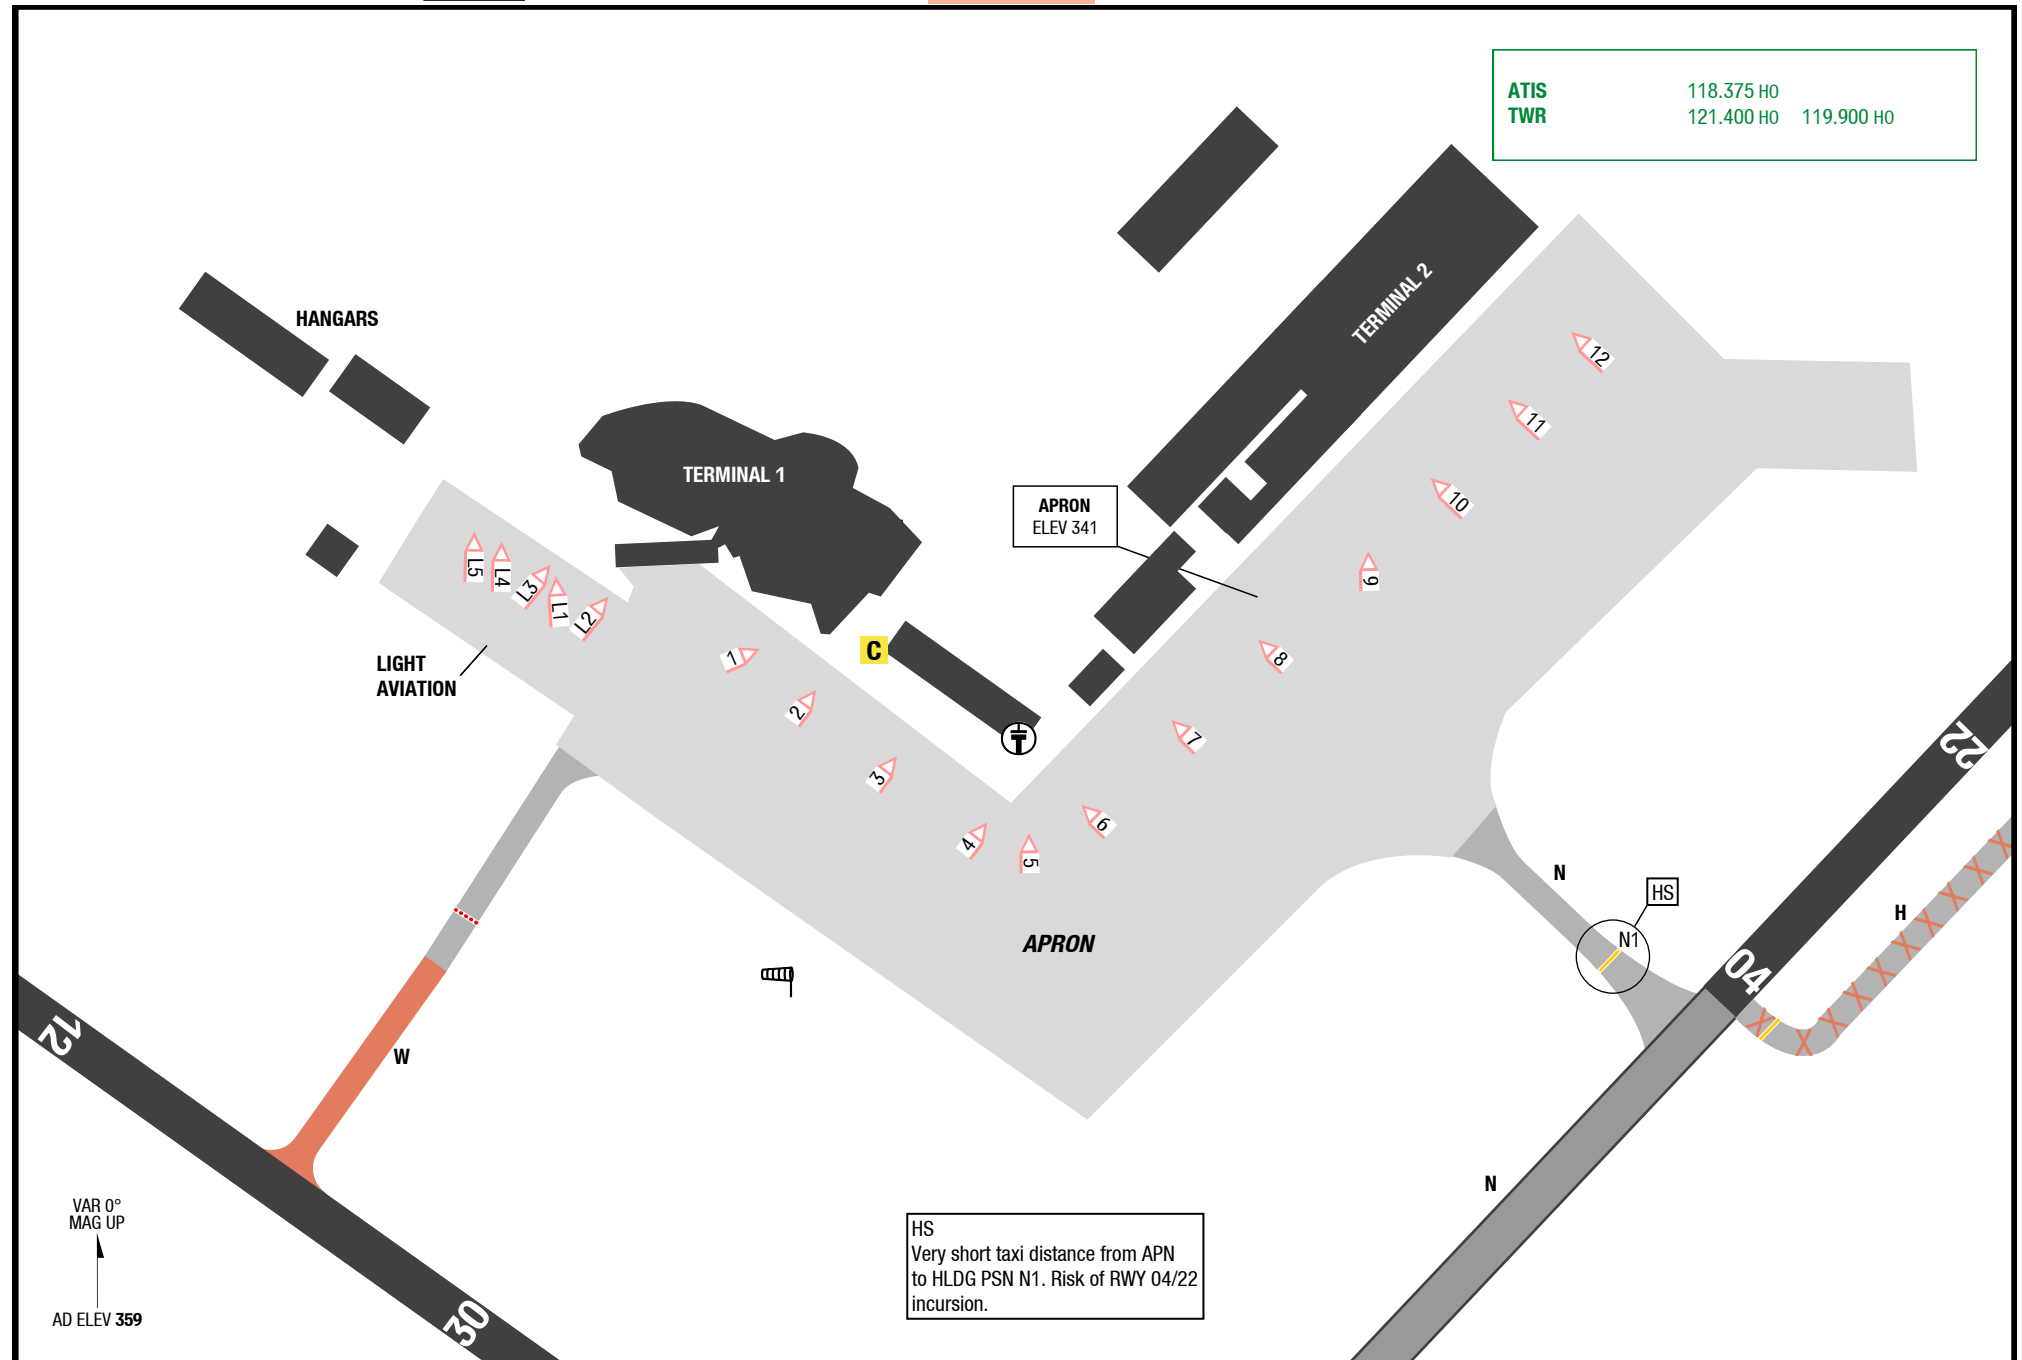 ATIS 118.375 HO
TWR 121.400 HO 119.900 HO
TERMINAL 2
HANGARS
12
11
TERMINAL 1
10
APRON
ELEV 341
L5
L4
L3
L1
L2
9
LIGHT
AVIATION
C
1
8
2
7
22
3
6
4
5
T
N
HS
H
APRON
N1
04
12
W
N
VAR 0°
MAG UP
HS
Very short taxi distance from APN
to HLDG PSN N1. Risk of RWY 04/22
incursion.
AD ELEV 359
30